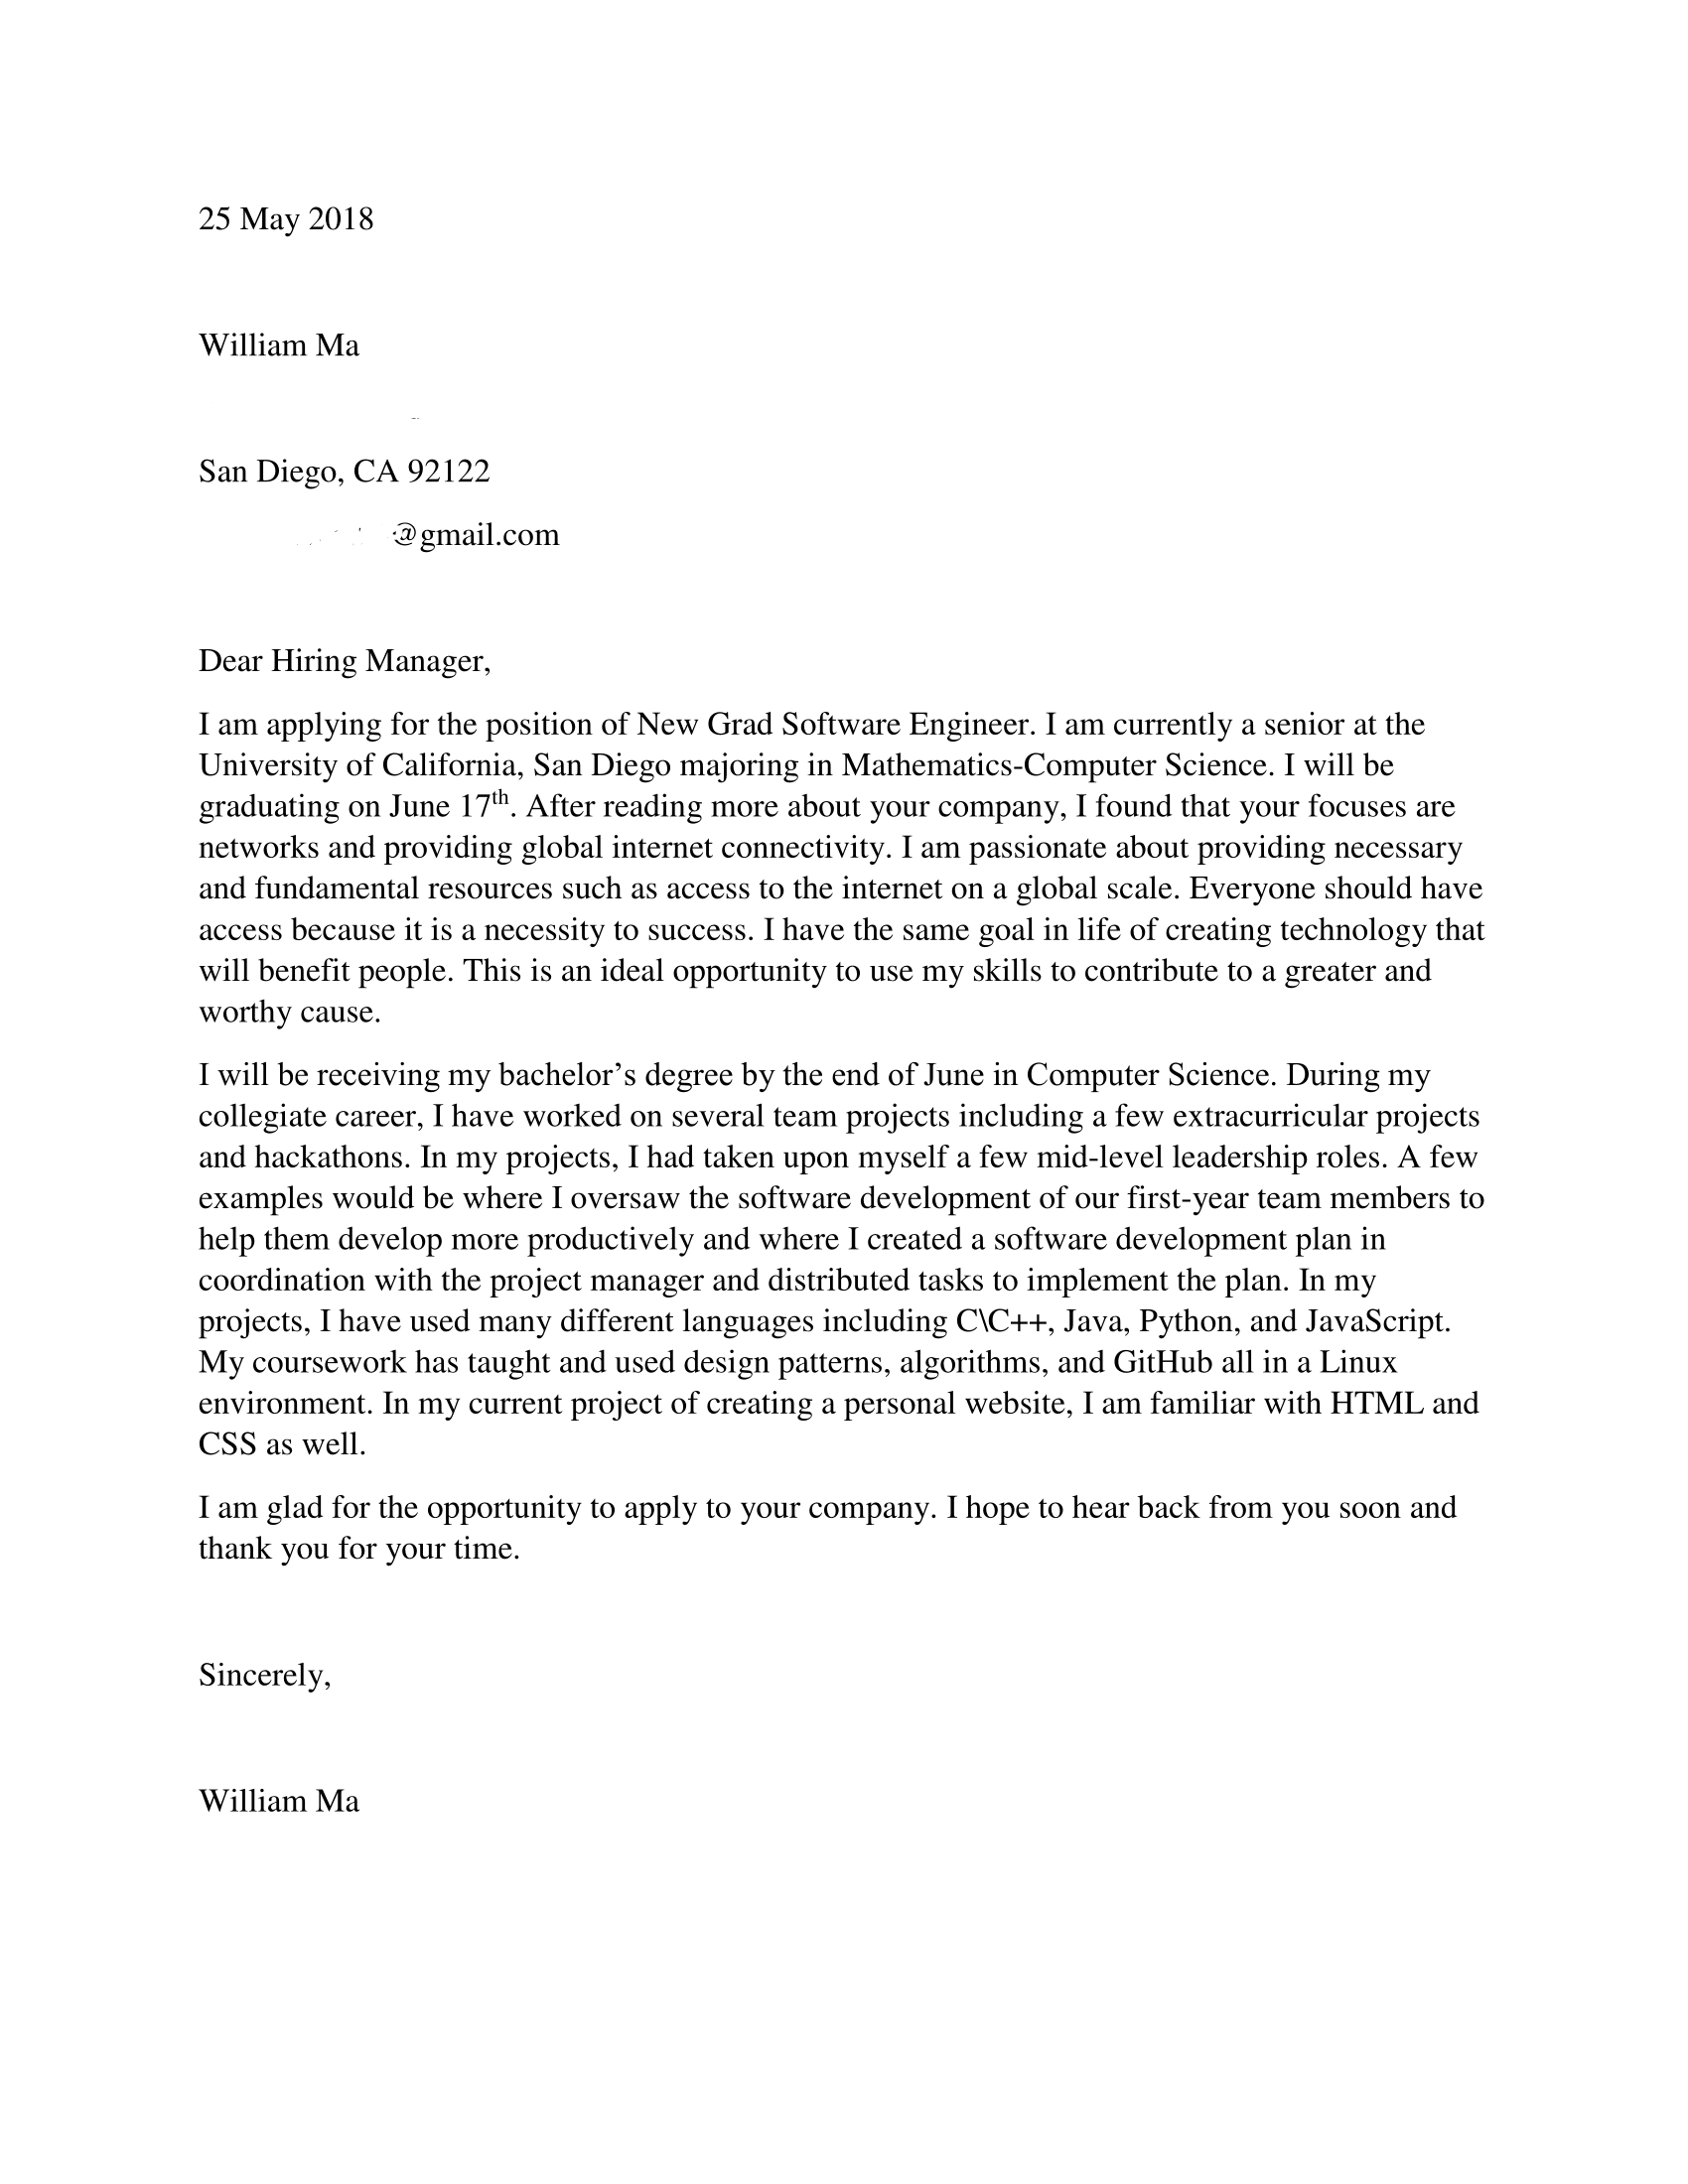 25 May 2018
William Ma
San Diego, CA 92122
@gmail.com
Dear Hiring Manager,
I am applying for the position of New Grad Software Engineer. I am currently a senior at the
University of California, San Diego majoring in Mathematics-Computer Science. I will be
graduating on June 17th. After reading more about your company, I found that your focuses are
networks and providing global internet connectivity. I am passionate about providing necessary
and fundamental resources such as access to the internet on a global scale. Everyone should have
access because it is a necessity to success. I have the same goal in life of creating technology that
will benefit people. This is an ideal opportunity to use my skills to contribute to a greater and
worthy cause.
I will be receiving my bachelor’s degree by the end of June in Computer Science. During my
collegiate career, I have worked on several team projects including a few extracurricular projects
and hackathons. In my projects, I had taken upon myself a few mid-level leadership roles. A few
examples would be where I oversaw the software development of our first-year team members to
help them develop more productively and where I created a software development plan in
coordination with the project manager and distributed tasks to implement the plan. In my
projects, I have used many different languages including C\C++, Java, Python, and JavaScript.
My coursework has taught and used design patterns, algorithms, and GitHub all in a Linux
environment. In my current project of creating a personal website, I am familiar with HTML and
CSS as well.
I am glad for the opportunity to apply to your company. I hope to hear back from you soon and
thank you for your time.
Sincerely,
William Ma